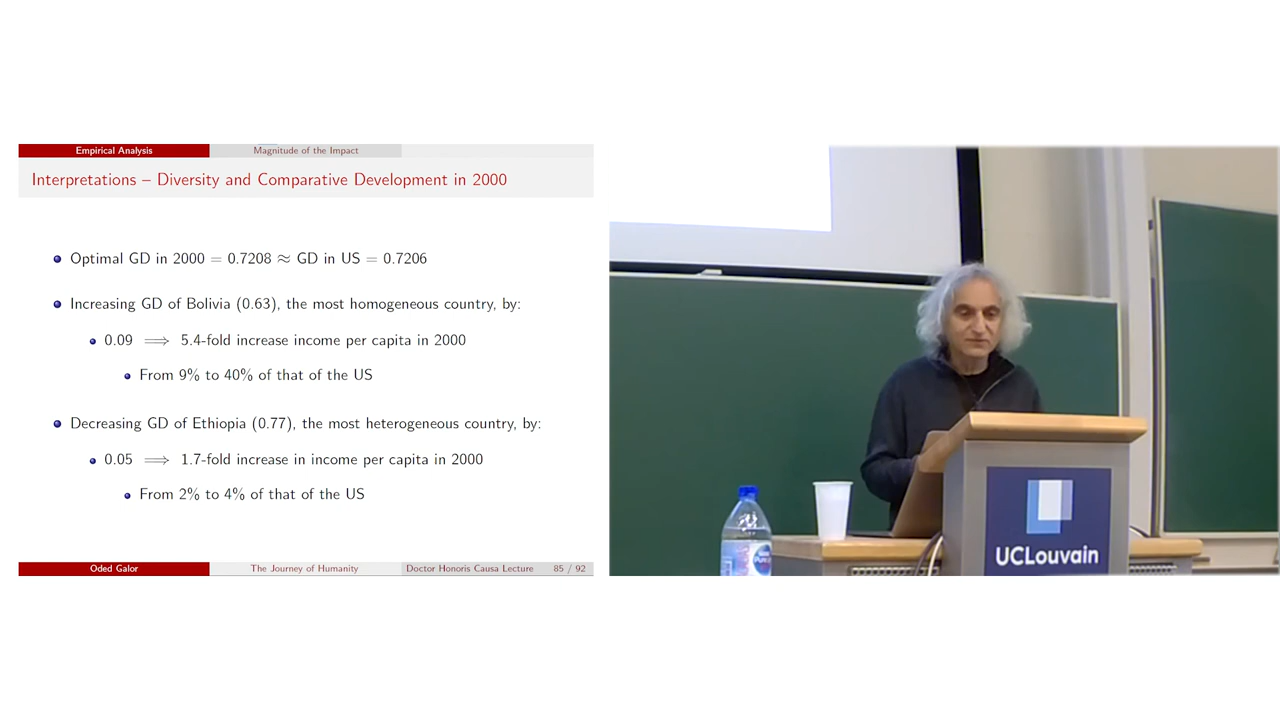 Empirical Analysis Magnitude of the Impact
Interpretations – Diversity and Comparative Development in 2000
Optimal GD in 2000 = 0.7208 ≈ GD in US = 0.7206
Increasing GD of Bolivia (0.63), the most homogeneous country, by:
0.09 ⟹ 5.4-fold increase income per capita in 2000
From 9% to 40% of that of the US
Decreasing GD of Ethiopia (0.77), the most heterogeneous country, by:
0.05 ⟹ 1.7-fold increase in income per capita in 2000
From 2% to 4% of that of the US
Oded Galor The Journey of Humanity Doctor Honoris Causa Lecture 85 / 92
UCLouvain